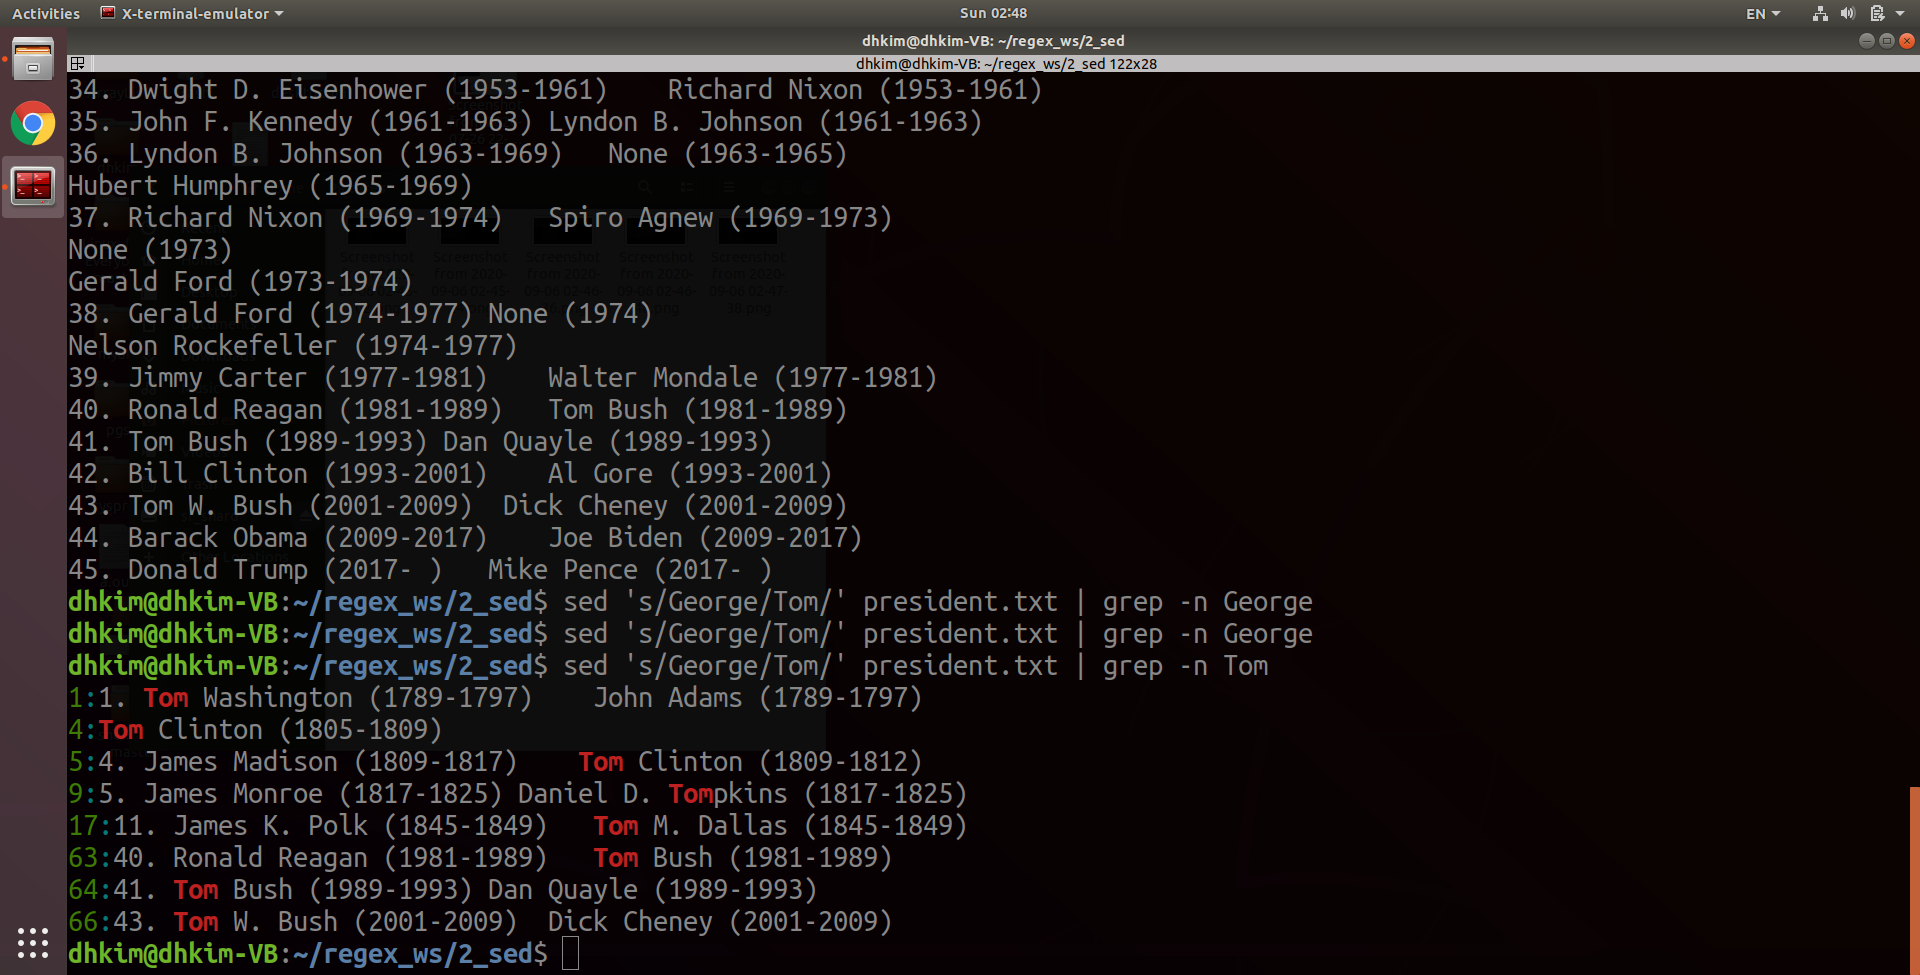 Activities X-terminal-emulator Sun 02:48 EN
dhkim@dhkim-VB: ~/regex_ws/2_sed
dhkim@dhkim-VB: ~/regex_ws/2_sed 122x28
34. Dwight D. Eisenhower (1953-1961)    Richard Nixon (1953-1961)
35. John F. Kennedy (1961-1963) Lyndon B. Johnson (1961-1963)
36. Lyndon B. Johnson (1963-1969)   None (1963-1965)
Hubert Humphrey (1965-1969)
37. Richard Nixon (1969-1974)   Spiro Agnew (1969-1973)
None (1973)
Gerald Ford (1973-1974)
38. Gerald Ford (1974-1977) None (1974)
Nelson Rockefeller (1974-1977)
39. Jimmy Carter (1977-1981)    Walter Mondale (1977-1981)
40. Ronald Reagan (1981-1989)   Tom Bush (1981-1989)
41. Tom Bush (1989-1993) Dan Quayle (1989-1993)
42. Bill Clinton (1993-2001)    Al Gore (1993-2001)
43. Tom W. Bush (2001-2009)  Dick Cheney (2001-2009)
44. Barack Obama (2009-2017)    Joe Biden (2009-2017)
45. Donald Trump (2017- )   Mike Pence (2017- )
dhkim@dhkim-VB:~/regex_ws/2_sed$ sed 's/George/Tom/' president.txt | grep -n George
dhkim@dhkim-VB:~/regex_ws/2_sed$ sed 's/George/Tom/' president.txt | grep -n George
dhkim@dhkim-VB:~/regex_ws/2_sed$ sed 's/George/Tom/' president.txt | grep -n Tom
1:1. Tom Washington (1789-1797)    John Adams (1789-1797)
4:Tom Clinton (1805-1809)
5:4. James Madison (1809-1817)    Tom Clinton (1809-1812)
9:5. James Monroe (1817-1825) Daniel D. Tompkins (1817-1825)
17:11. James K. Polk (1845-1849)   Tom M. Dallas (1845-1849)
63:40. Ronald Reagan (1981-1989)   Tom Bush (1981-1989)
64:41. Tom Bush (1989-1993) Dan Quayle (1989-1993)
66:43. Tom W. Bush (2001-2009)  Dick Cheney (2001-2009)
dhkim@dhkim-VB:~/regex_ws/2_sed$